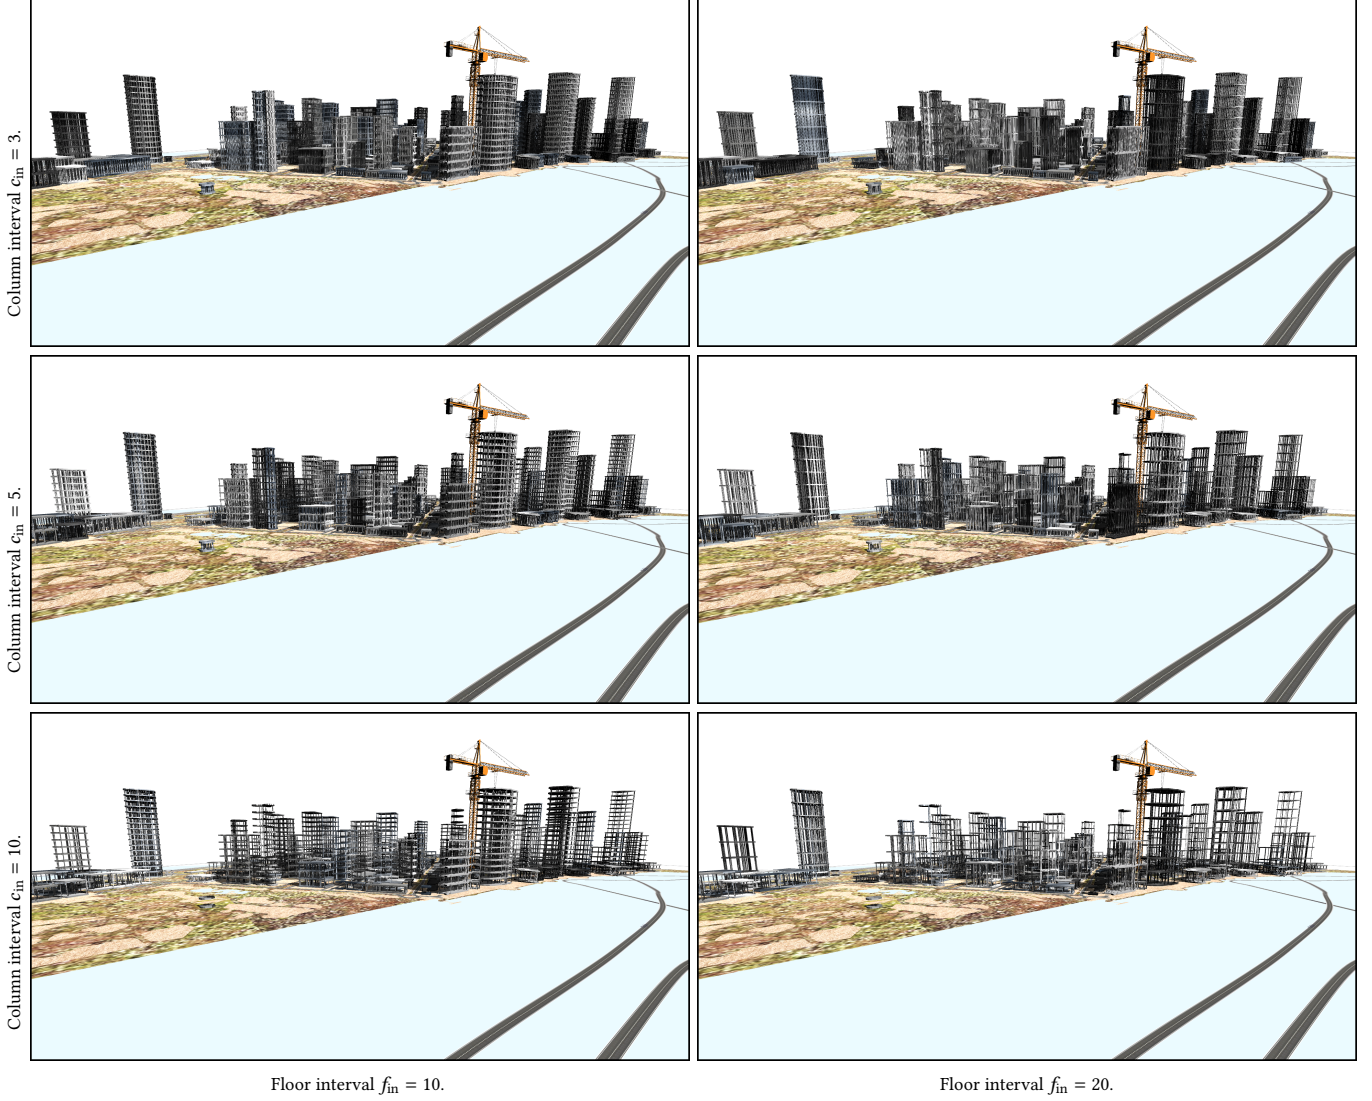 Column interval c_in = 3.
Column interval c_in = 5.
Column interval c_in = 10.
Floor interval f_in = 10.
Floor interval f_in = 20.